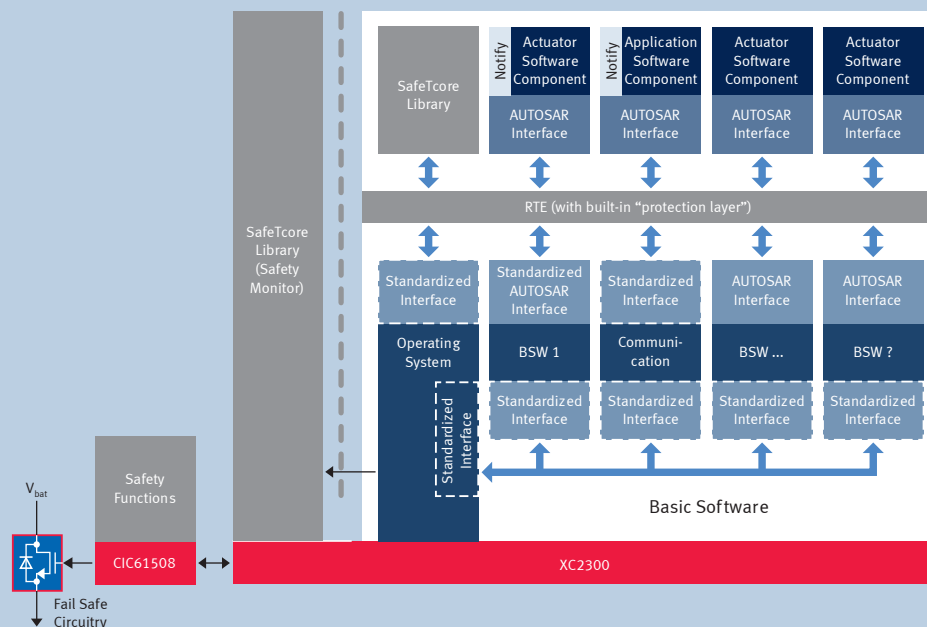 SafeTcore
Library
Notify
Actuator
Software
Component
AUTOSAR
Interface
Notify
Application
Software
Component
AUTOSAR
Interface
Actuator
Software
Component
AUTOSAR
Interface
Actuator
Software
Component
AUTOSAR
Interface
RTE (with built-in “protection layer”)
SafeTcore
Library
(Safety
Monitor)
Standardized
Interface
Standardized
AUTOSAR
Interface
Standardized
Interface
AUTOSAR
Interface
AUTOSAR
Interface
Operating
System
BSW 1
Communi-
cation
BSW ...
BSW ?
Standardized
Interface
Standardized
Interface
Standardized
Interface
Standardized
Interface
Standardized
Interface
Basic Software
Safety
Functions
Vbat
CIC61508
XC2300
Fail Safe
Circuitry